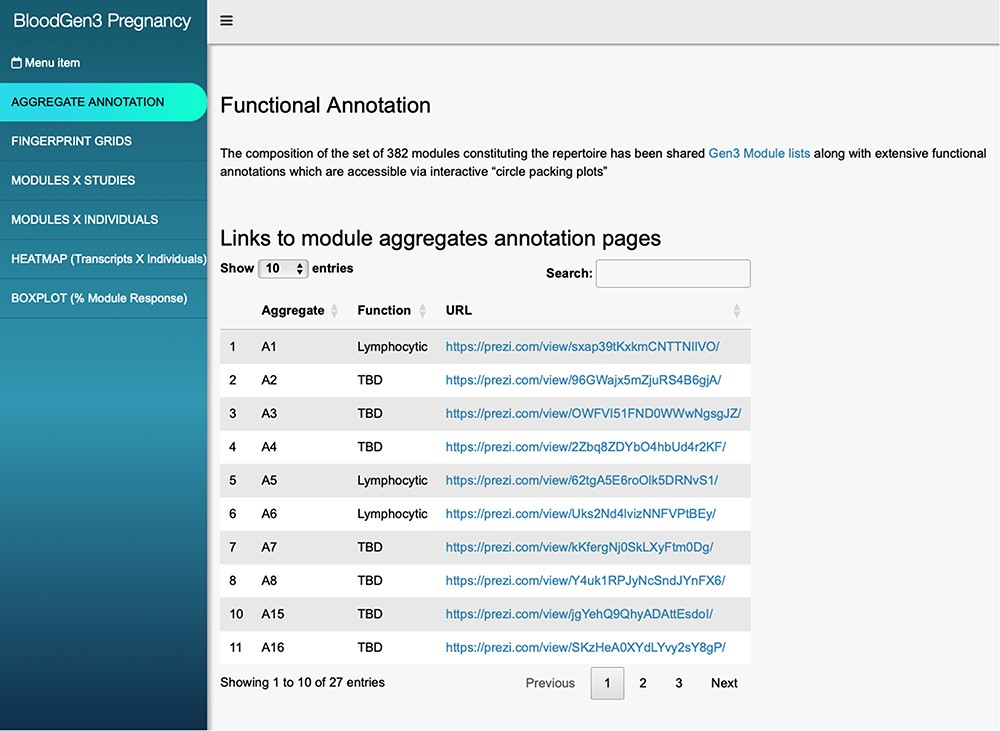 BloodGen3 Pregnancy
Menu item
AGGREGATE ANNOTATION
FINGERPRINT GRIDS
MODULES X STUDIES
MODULES X INDIVIDUALS
HEATMAP (Transcripts X Individuals)
BOXPLOT (% Module Response)
Functional Annotation
The composition of the set of 382 modules constituting the repertoire has been shared Gen3 Module lists along with extensive functional
annotations which are accessible via interactive “circle packing plots”
Links to module aggregates annotation pages
Show 10 entries
Search:
Aggregate Function URL
1 A1 Lymphocytic https://prezi.com/view/sxap39tKxkmCNTTNIIVO/
2 A2 TBD https://prezi.com/view/96GWajx5mZjuRS4B6gjA/
3 A3 TBD https://prezi.com/view/OWFVI51FND0WWwNgsgJZ/
4 A4 TBD https://prezi.com/view/2Zbq8ZDYbO4hbUd4r2KF/
5 A5 Lymphocytic https://prezi.com/view/62tgA5E6roOlk5DRNvS1/
6 A6 Lymphocytic https://prezi.com/view/Uks2Nd4lvizNNFVPtBEy/
7 A7 TBD https://prezi.com/view/kKfergNj0SkLXyFtm0Dg/
8 A8 TBD https://prezi.com/view/Y4uk1RPJyNcSndJYnFX6/
10 A15 TBD https://prezi.com/view/jgYehQ9QhyADAttEsdoI/
11 A16 TBD https://prezi.com/view/SKzHeA0XYdLYvy2sY8gP/
Showing 1 to 10 of 27 entries
Previous 1 2 3 Next